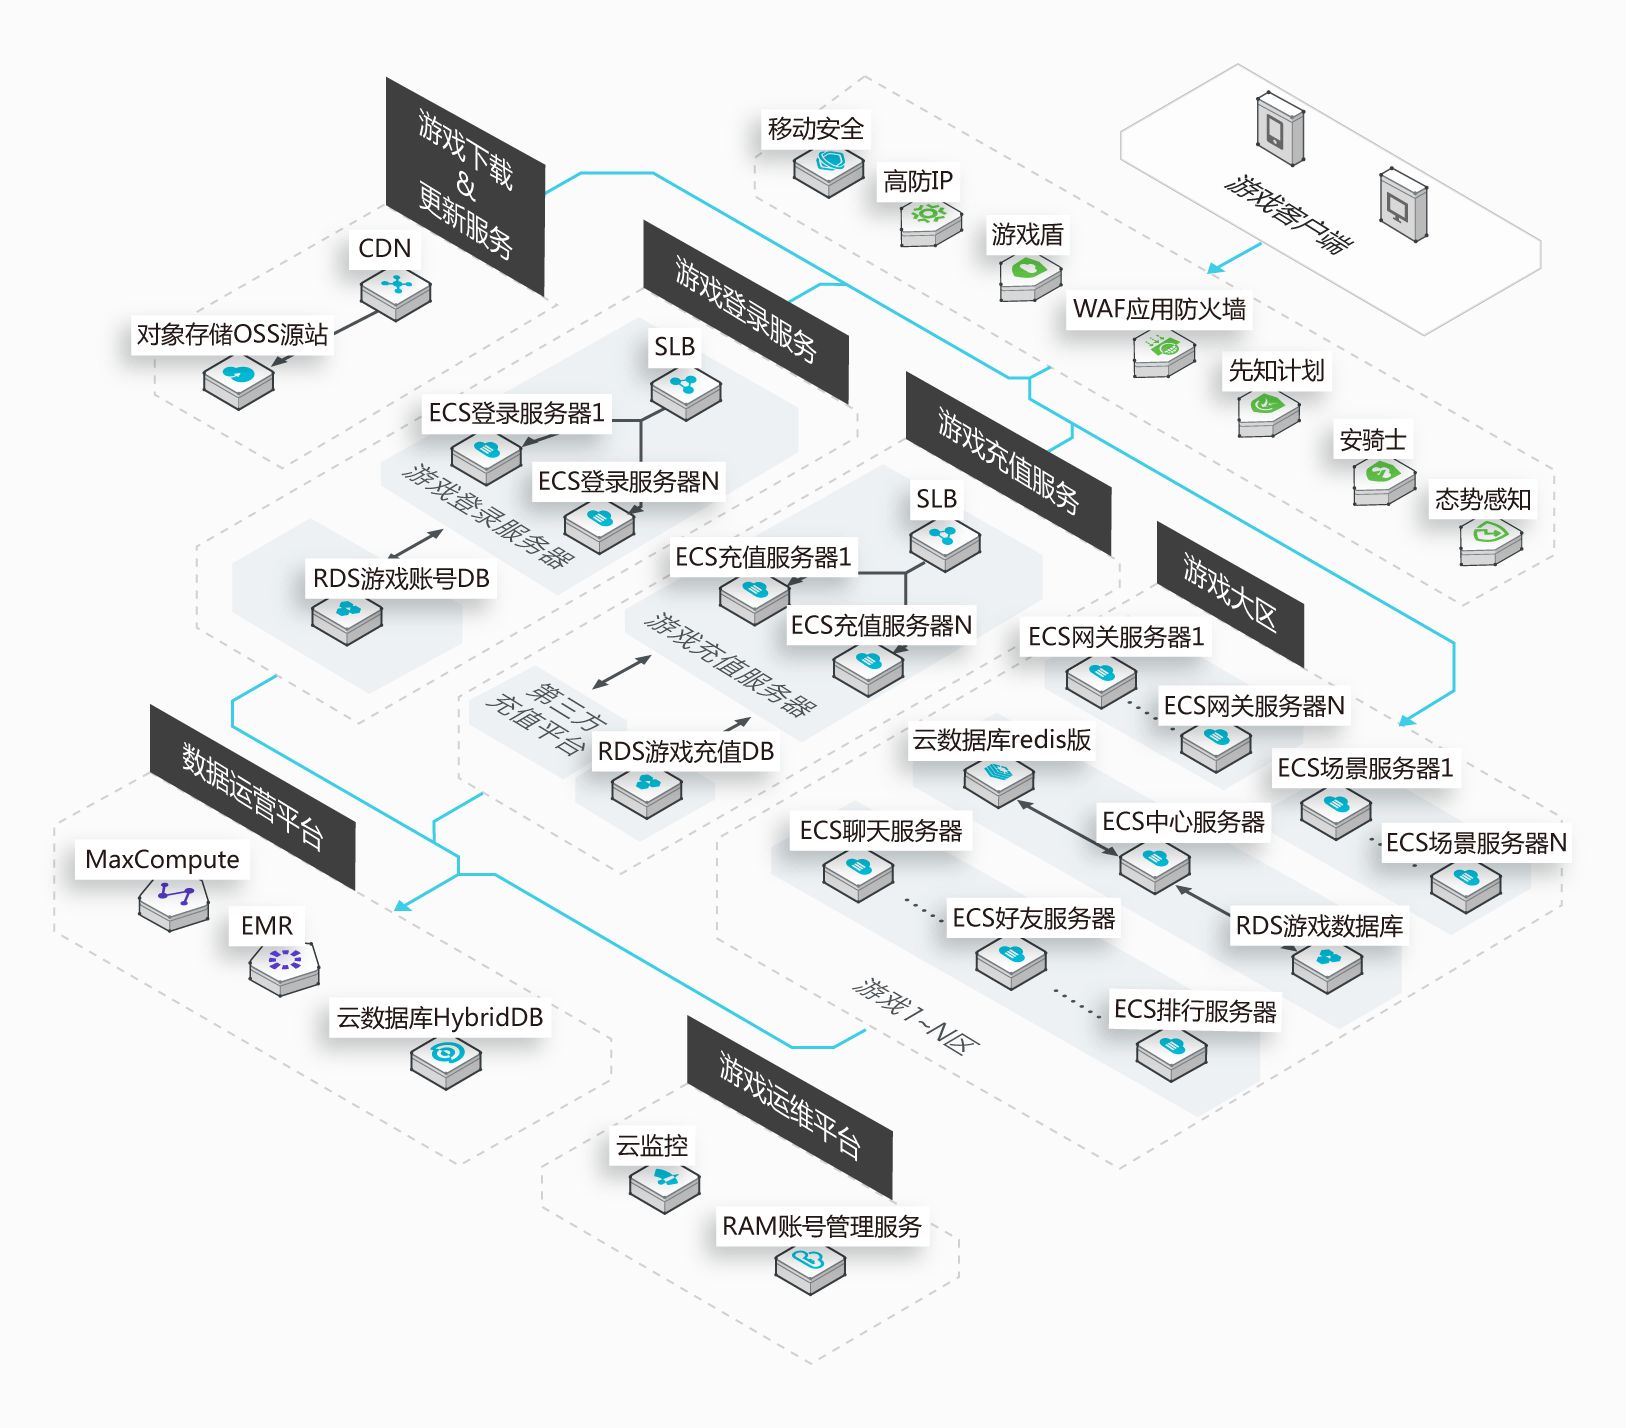 游戏下载
&
更新服务
CDN
对象存储OSS源站
移动安全
高防IP
游戏盾
WAF应用防火墙
先知计划
安骑士
态势感知
游戏客户端
游戏登录服务
SLB
ECS登录服务器1
ECS登录服务器N
游戏登录服务器
RDS游戏账号DB
游戏充值服务
SLB
ECS充值服务器1
ECS充值服务器N
游戏充值服务器
第三方
充值平台
RDS游戏充值DB
游戏大区
ECS网关服务器1
ECS网关服务器N
云数据库redis版
ECS场景服务器1
ECS场景服务器N
ECS中心服务器
ECS聊天服务器
ECS好友服务器
RDS游戏数据库
ECS排行服务器
游戏1~N区
数据运营平台
MaxCompute
EMR
云数据库HybridDB
游戏运维平台
云监控
RAM账号管理服务